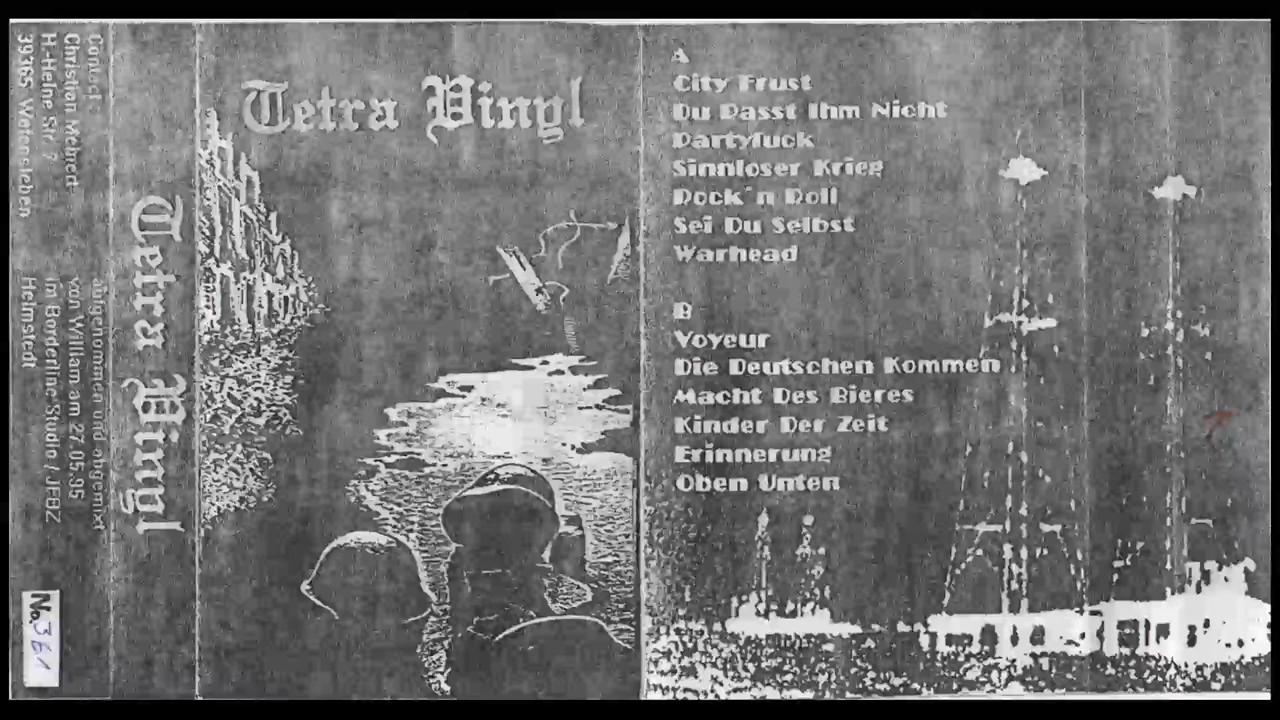 Contact:
Christian Mehnert
H.-Heine Str. 7
39365 Watensleben
aufgenommen und abgemixt
von William am 27.05.95
im Borderline Studio / JFBZ
Helmstedt
No. 361
Tetra Vinyl
Tetra Vinyl
A
City Frust
Du Passt Ihm Nicht
Partyfuck
Sinnloser Krieg
Rock'n Roll
Sei Du Selbst
Warhead
B
Voyeur
Die Deutschen Kommen
Macht Des Bieres
Kinder Der Zeit
Erinnerung
Oben Unten